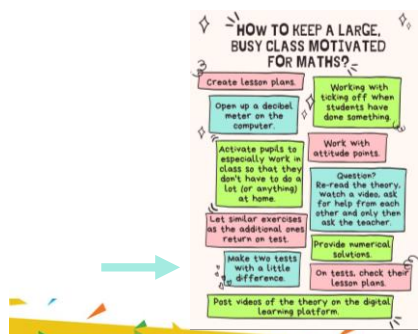 HOW TO KEEP A LARGE,
BUSY CLASS MOTIVATED
FOR MATHS?
Create lesson plans.
Working with
ticking off when
students have
done something.
Open up a decibel
meter on the
computer.
Work with
attitude points.
Activate pupils to
especially work in
class so that they
don't have to do a
lot (or anything)
at home.
Question?
Re-read the theory,
watch a video, ask
for help from each
other and only then
ask the teacher.
Let similar exercises
as the additional ones
return on test.
Provide numerical
solutions.
Make two tests
with a little
difference.
On tests, check their
lesson plans.
Post videos of the theory on the digital
learning platform.